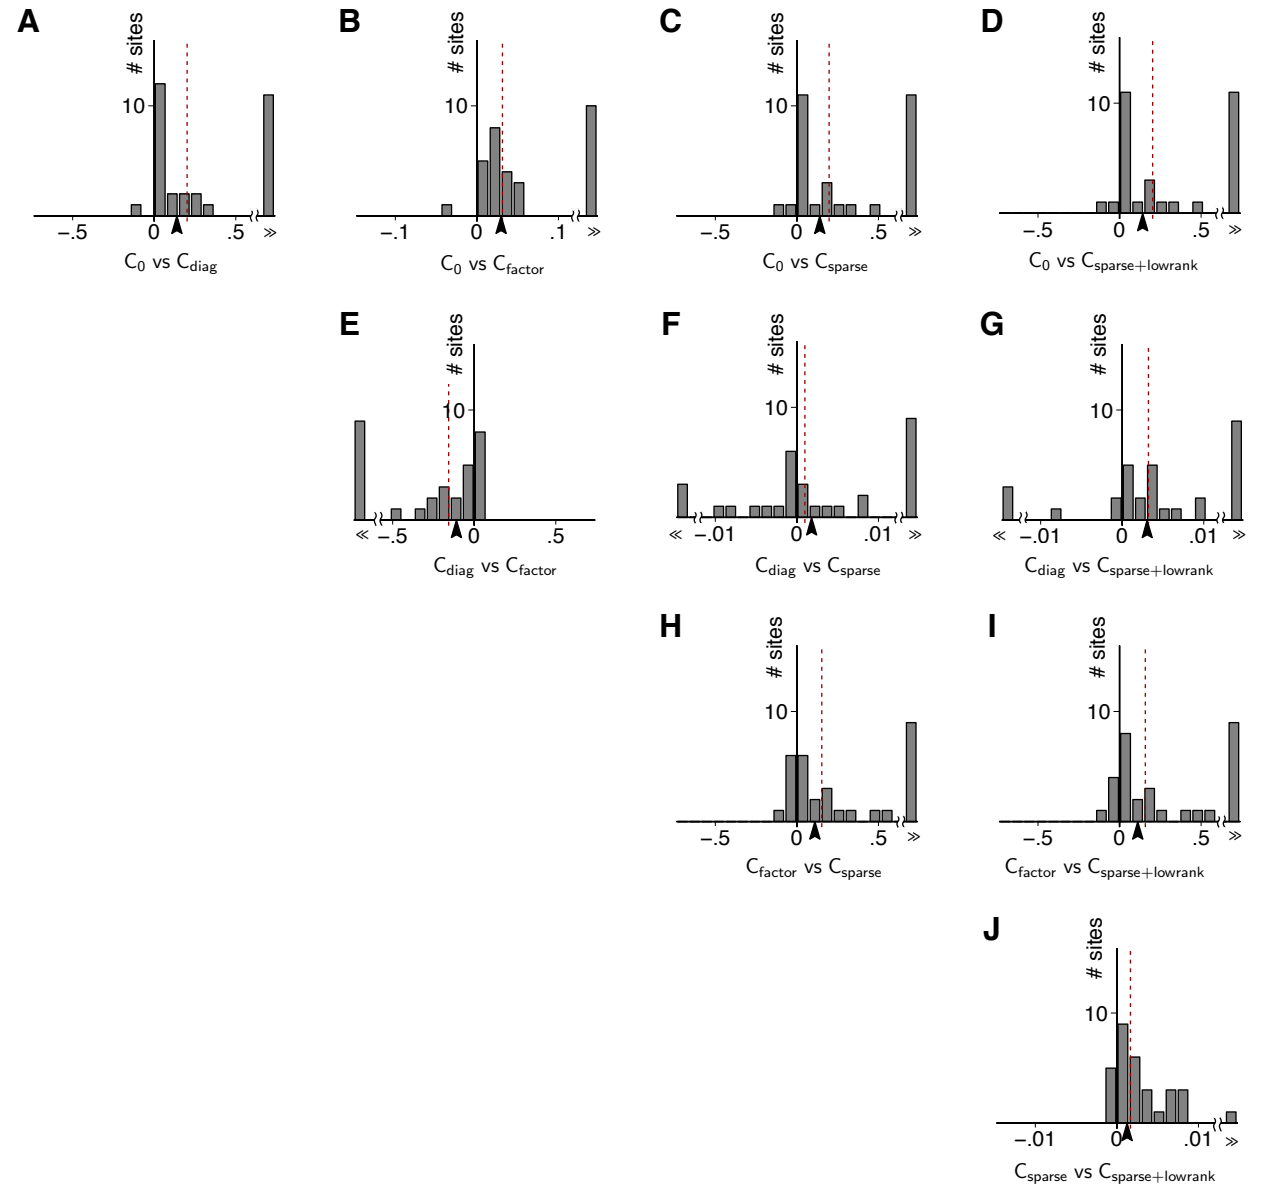 A
# sites
10
−.5 0 .5 ≫
C0 vs Cdiag
B
# sites
10
−.1 0 .1 ≫
C0 vs Cfactor
C
# sites
10
−.5 0 .5 ≫
C0 vs Csparse
D
# sites
10
−.5 0 .5 ≫
C0 vs Csparse+lowrank
E
# sites
10
≪ −.5 0 .5
Cdiag vs Cfactor
F
# sites
10
≪ −.01 0 .01 ≫
Cdiag vs Csparse
G
# sites
10
≪ −.01 0 .01 ≫
Cdiag vs Csparse+lowrank
H
# sites
10
−.5 0 .5 ≫
Cfactor vs Csparse
I
# sites
10
−.5 0 .5 ≫
Cfactor vs Csparse+lowrank
J
# sites
10
−.01 0 .01 ≫
Csparse vs Csparse+lowrank